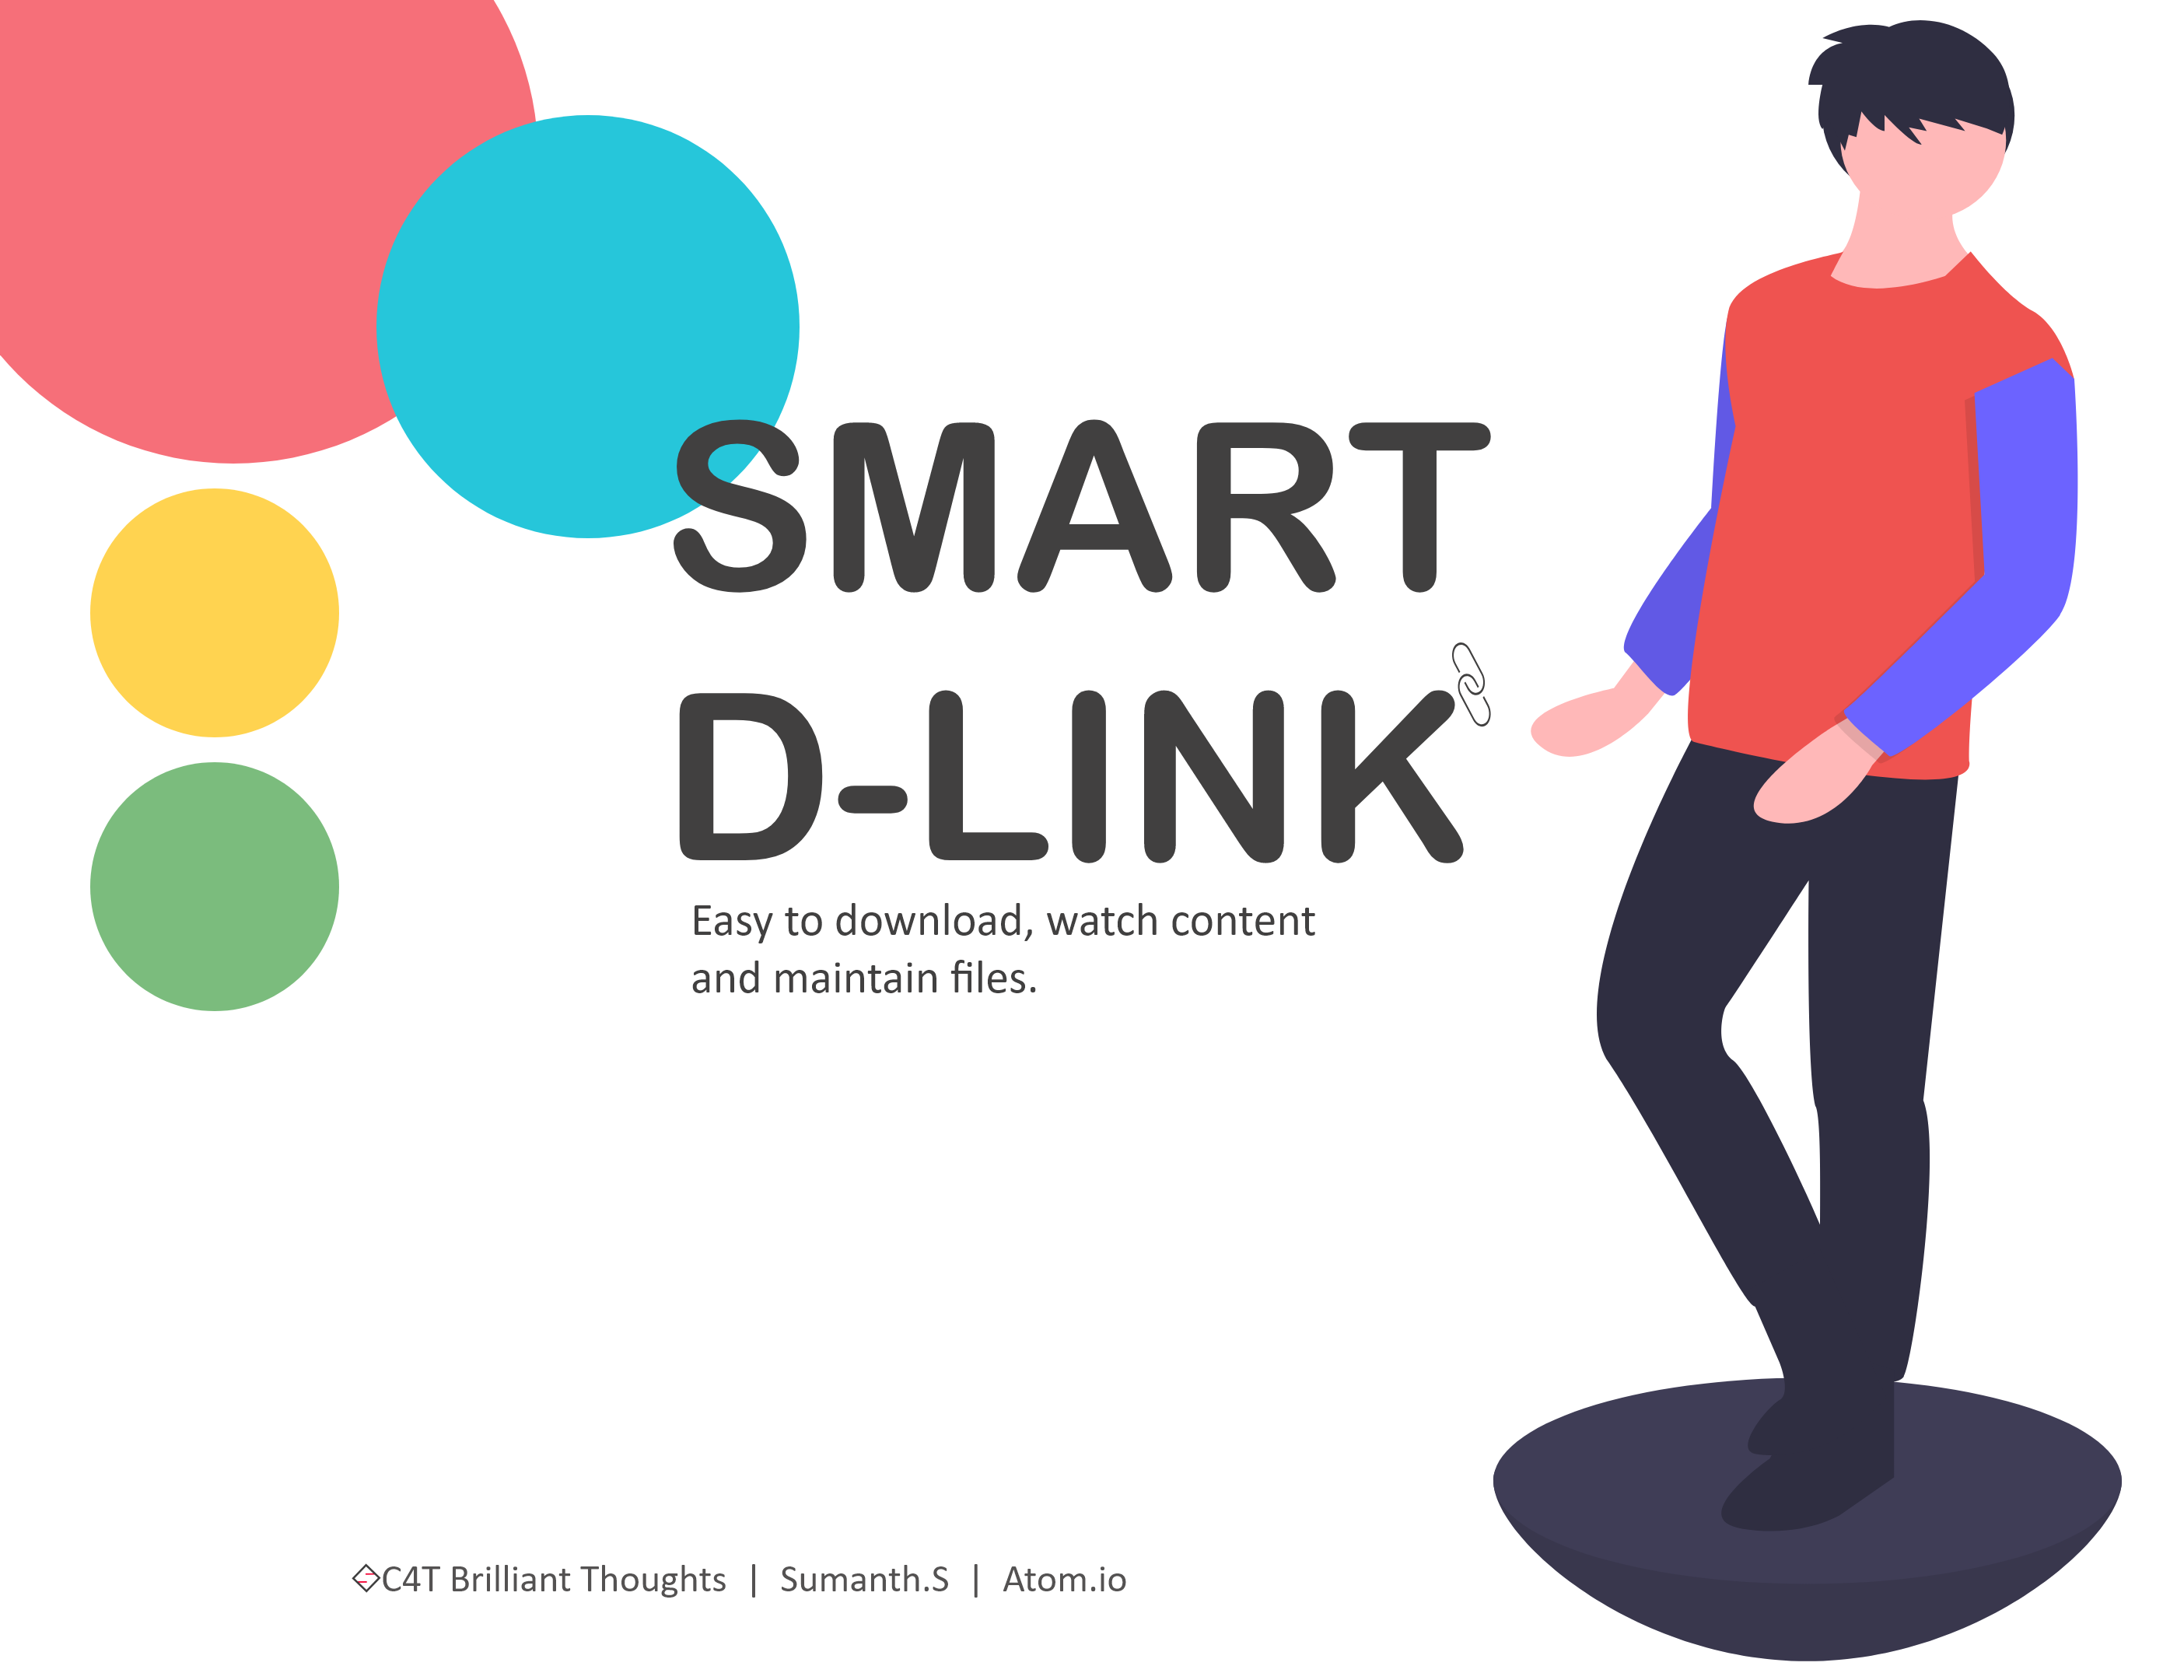 SMART
D-LINK
Easy to download, watch content
and maintain files.
C4T Brilliant Thoughts | Sumanth.S | Atom.io